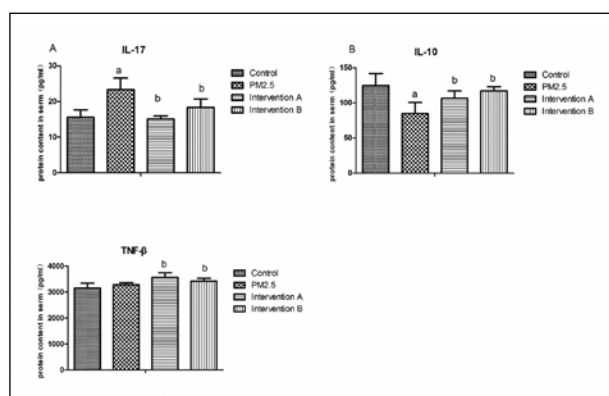 A
IL-17
protein content in serm (pg/ml)
30
20
10
0
a
b
b
Control
PM2.5
Intervention A
Intervention B
B
IL-10
protein content in serm (pg/ml)
150
100
50
0
a
b
b
Control
PM2.5
Intervention A
Intervention B
TNF-β
protein content in serm (pg/ml)
4000
3000
2000
1000
0
b
b
Control
PM2.5
Intervention A
Intervention B